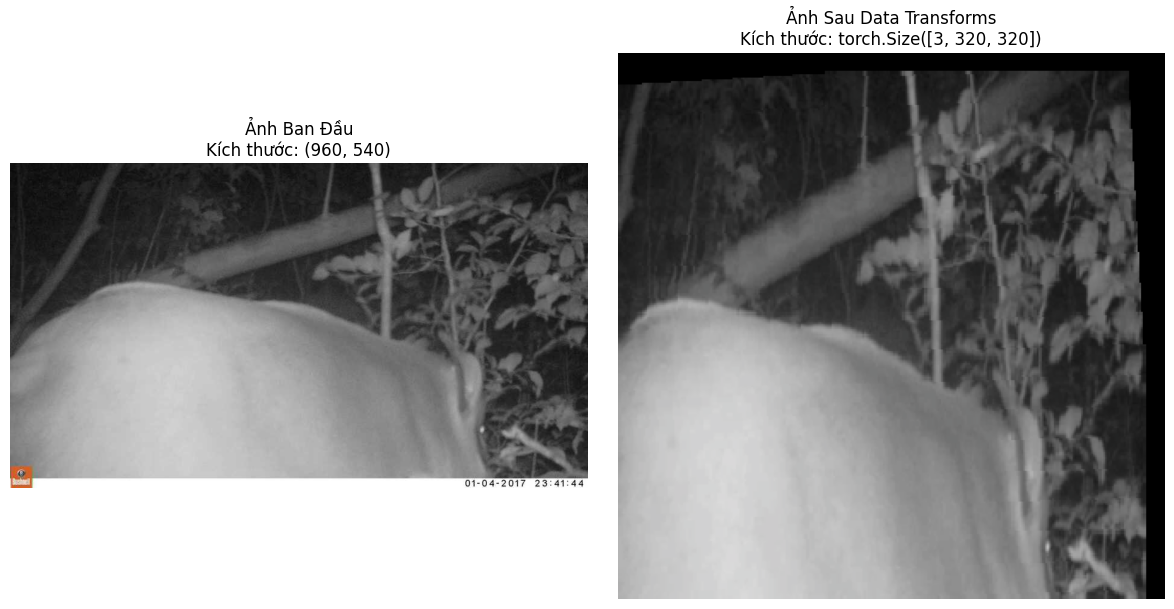 Ảnh Ban Đầu
Kích thước: (960, 540)
Bushnell
01-04-2017 23:41:44
Ảnh Sau Data Transforms
Kích thước: torch.Size([3, 320, 320])